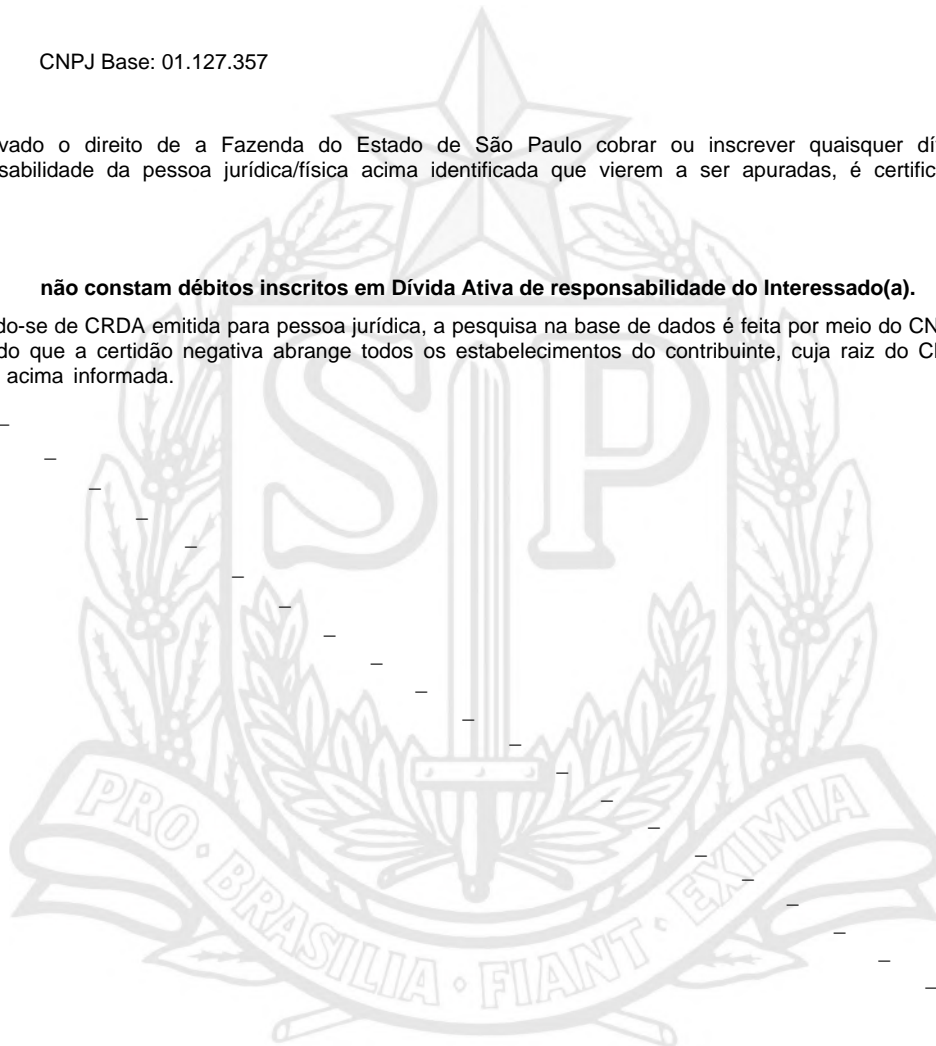 CNPJ Base: 01.127.357
vado o direito de a Fazenda do Estado de São Paulo cobrar ou inscrever quaisquer dí
sabilidade da pessoa jurídica/física acima identificada que vierem a ser apuradas, é certific
não constam débitos inscritos em Dívida Ativa de responsabilidade do Interessado(a).
do-se de CRDA emitida para pessoa jurídica, a pesquisa na base de dados é feita por meio do CN
do que a certidão negativa abrange todos os estabelecimentos do contribuinte, cuja raiz do C
acima informada.
SP
PRO · BRASILIA · FIANT · EXIMIA